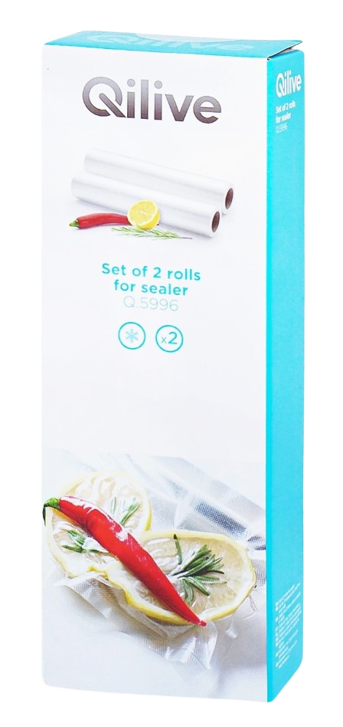 Qilive
Set of 2 rolls
for sealer
Q.5996
x2
Qilive
Set of 2 rolls
for sealer
Q.5996